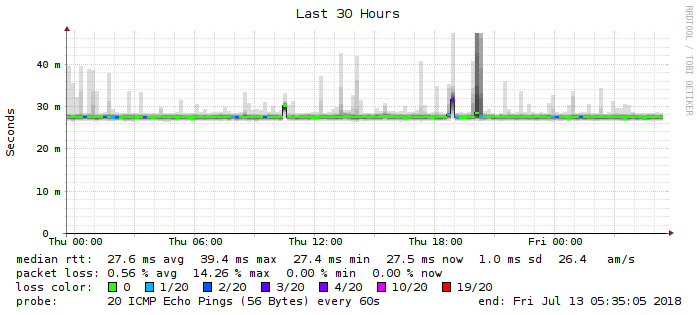 Last 30 Hours
RRDTOOL / TOBI OETIKER
Seconds
40 m
30 m
20 m
10 m
0
Thu 00:00 Thu 06:00 Thu 12:00 Thu 18:00 Fri 00:00
median rtt: 27.6 ms avg 39.4 ms max 27.4 ms min 27.5 ms now 1.0 ms sd 26.4 am/s
packet loss: 0.56 % avg 14.26 % max 0.00 % min 0.00 % now
loss color: 0 1/20 2/20 3/20 4/20 10/20 19/20
probe: 20 ICMP Echo Pings (56 Bytes) every 60s end: Fri Jul 13 05:35:05 2018